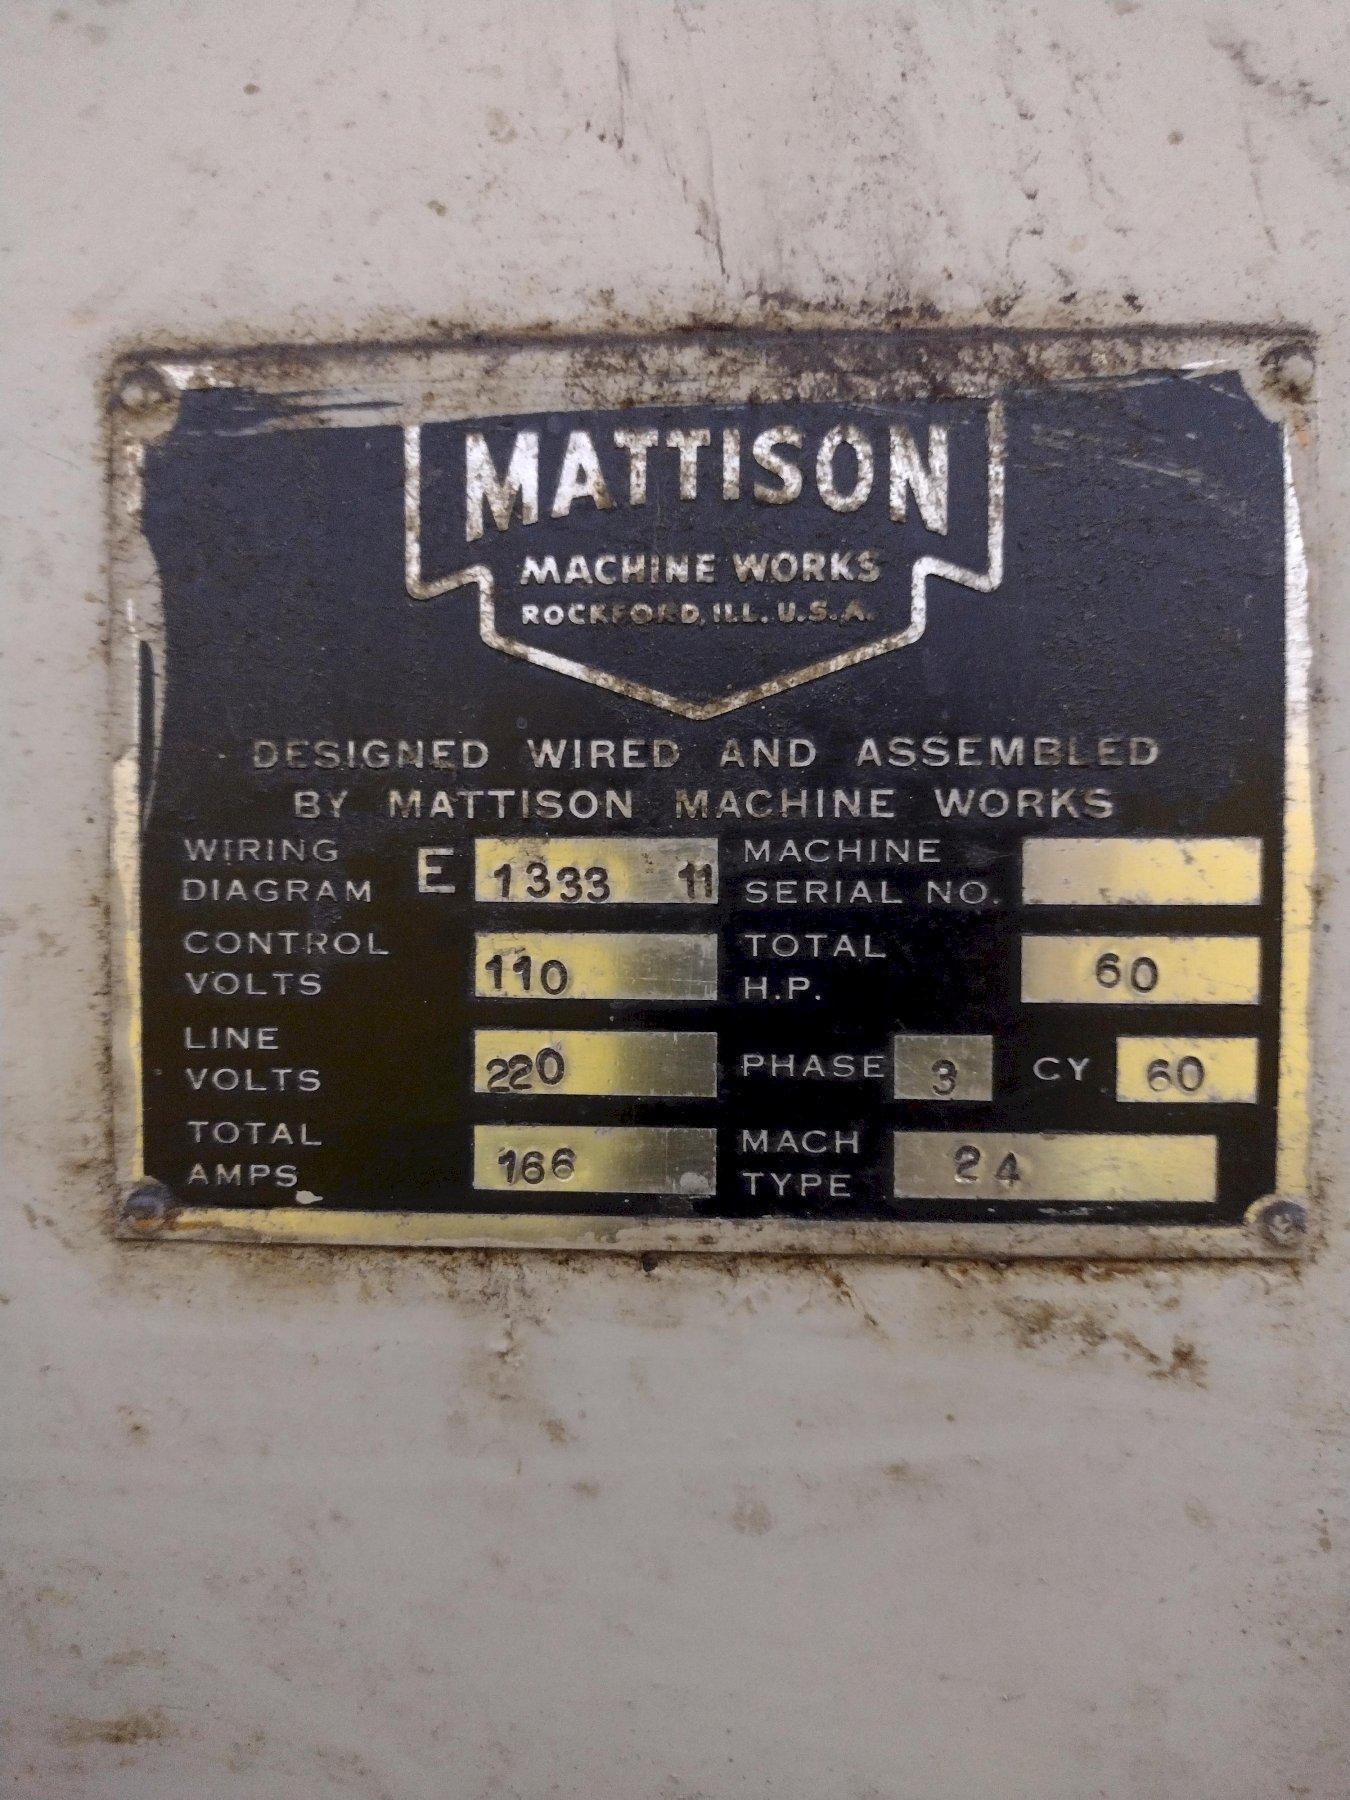 MATTISON
MACHINE WORKS
ROCKFORD, ILL. U.S.A.
DESIGNED WIRED AND ASSEMBLED
BY MATTISON MACHINE WORKS
WIRING DIAGRAM E 1333 11
MACHINE SERIAL NO.
CONTROL VOLTS 110
TOTAL H.P. 60
LINE VOLTS 220
PHASE 3 CY 60
TOTAL AMPS 166
MACH TYPE 24